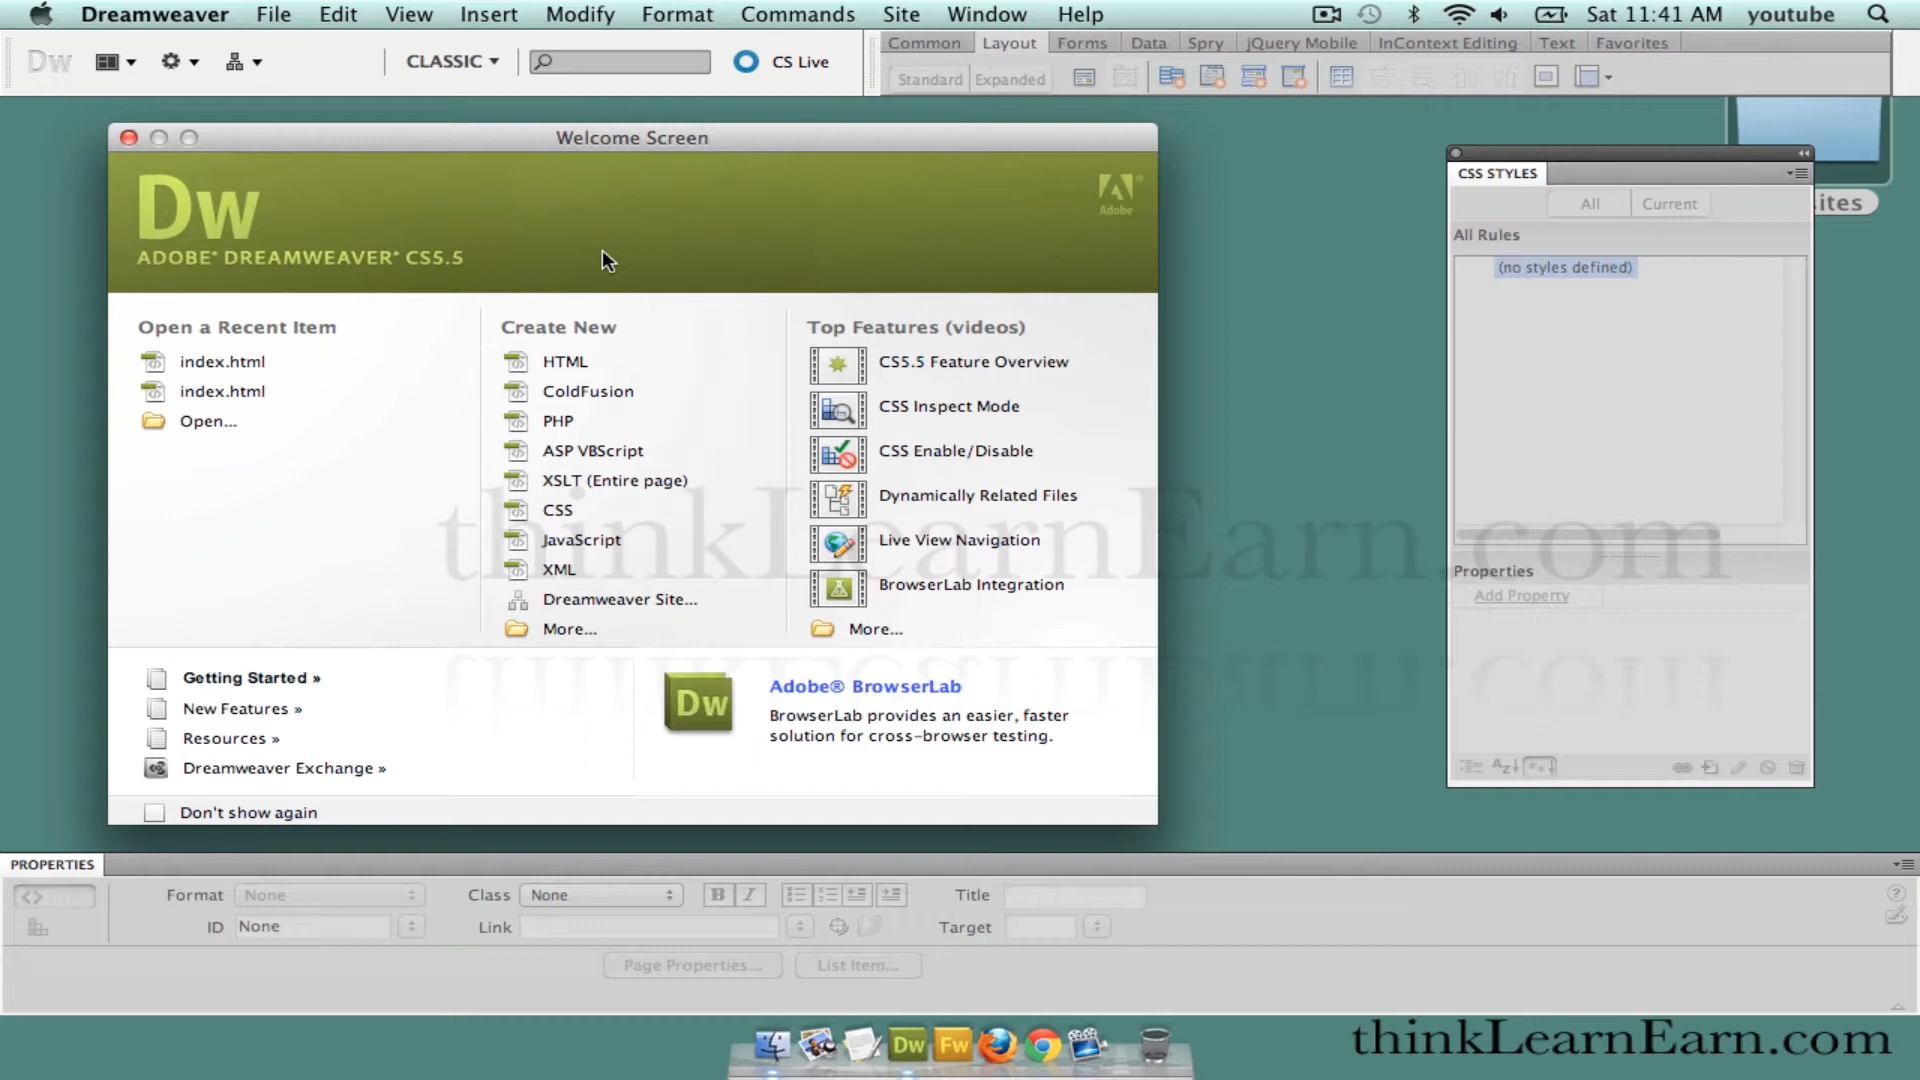 Dreamweaver File Edit View Insert Modify Format Commands Site Window Help Sat 11:41 AM youtube
Dw CLASSIC CS Live
Common Layout Forms Data Spry jQuery Mobile InContext Editing Text Favorites
Standard Expanded
Welcome Screen
Dw
ADOBE® DREAMWEAVER® CS5.5
Adobe
Open a Recent Item
index.html
index.html
Open...
Create New
HTML
ColdFusion
PHP
ASP VBScript
XSLT (Entire page)
CSS
JavaScript
XML
Dreamweaver Site...
More...
Top Features (videos)
CS5.5 Feature Overview
CSS Inspect Mode
CSS Enable/Disable
Dynamically Related Files
Live View Navigation
BrowserLab Integration
More...
thinkLearnEarn.com
Getting Started »
New Features »
Resources »
Dreamweaver Exchange »
Dw
Adobe® BrowserLab
BrowserLab provides an easier, faster
solution for cross-browser testing.
Don't show again
CSS STYLES
All Current
All Rules
(no styles defined)
Properties
Add Property
ites
PROPERTIES
Format None Class None B I Title
ID None Link Target
Page Properties... List Item...
Dw Fw
thinkLearnEarn.com